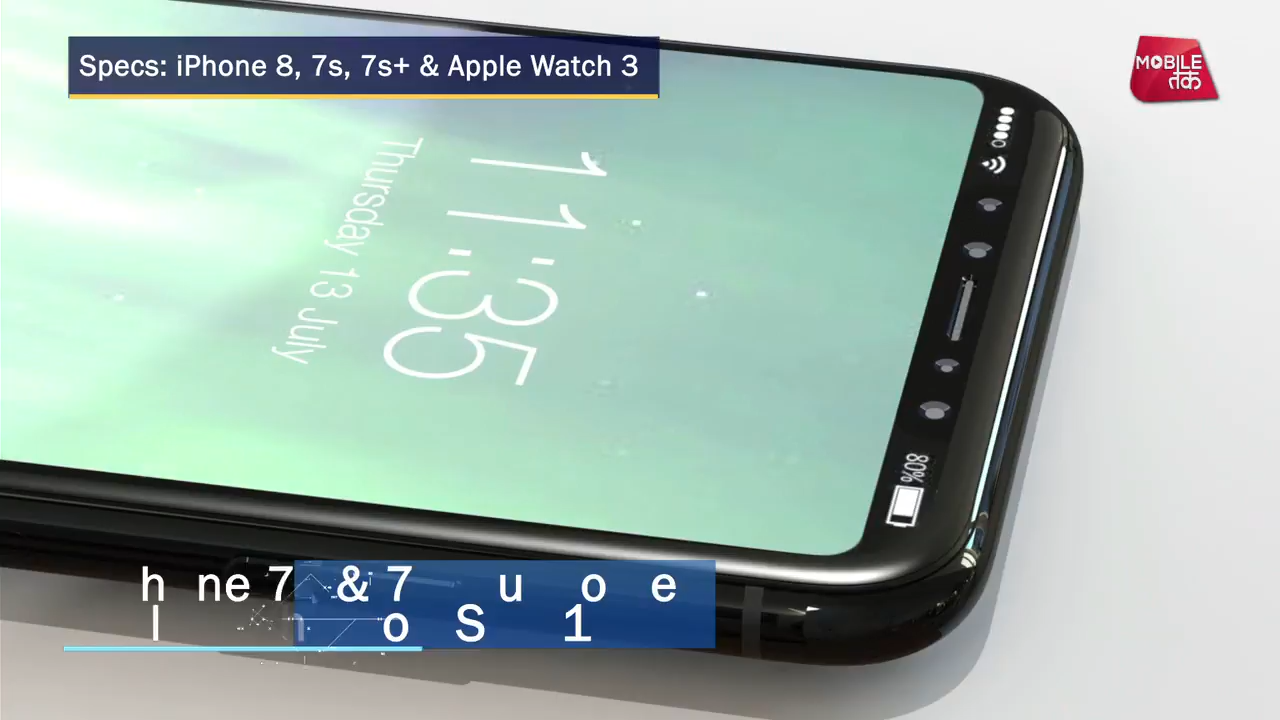 Specs: iPhone 8, 7s, 7s+ & Apple Watch 3
MOBILE
तक
11:35
Thursday 13 July
80%